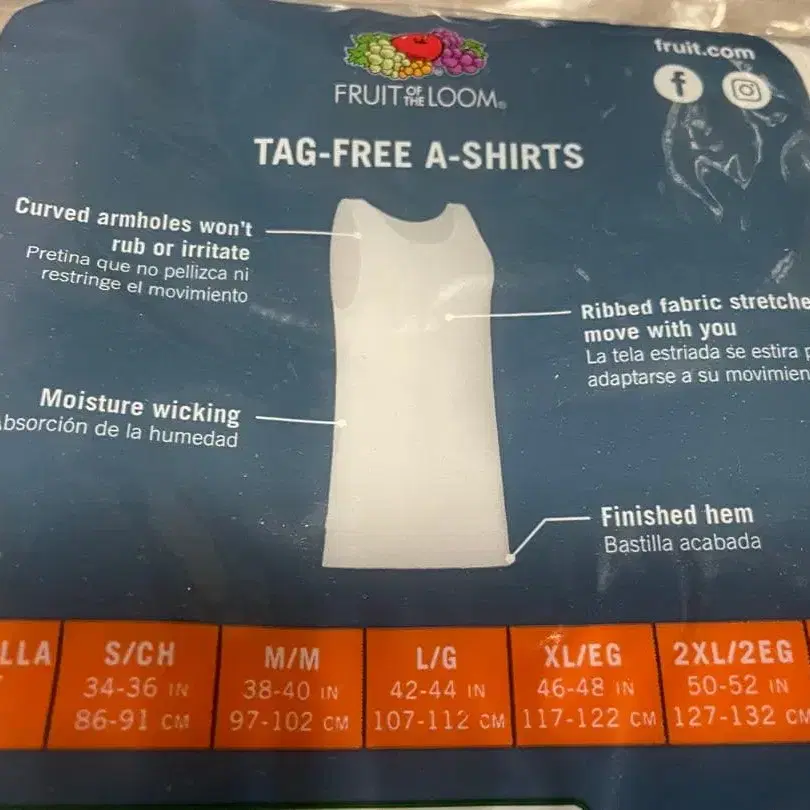 fruit.com
FRUIT OF THE LOOM®
TAG-FREE A-SHIRTS
Curved armholes won't
rub or irritate
Pretina que no pellizca ni
restringe el movimiento
Ribbed fabric
move with you
La tela estriada se estira
adaptarse a su
Moisture wicking
de la humedad
Finished hem
Bastilla acabada
S/CH M/M L/G XL/EG 2XL/2EG
34-36 IN 38-40 IN 42-44 IN 46-48 IN 50-52 IN
86-91 CM 97-102 CM 107-112 CM 117-122 CM 127-132 CM